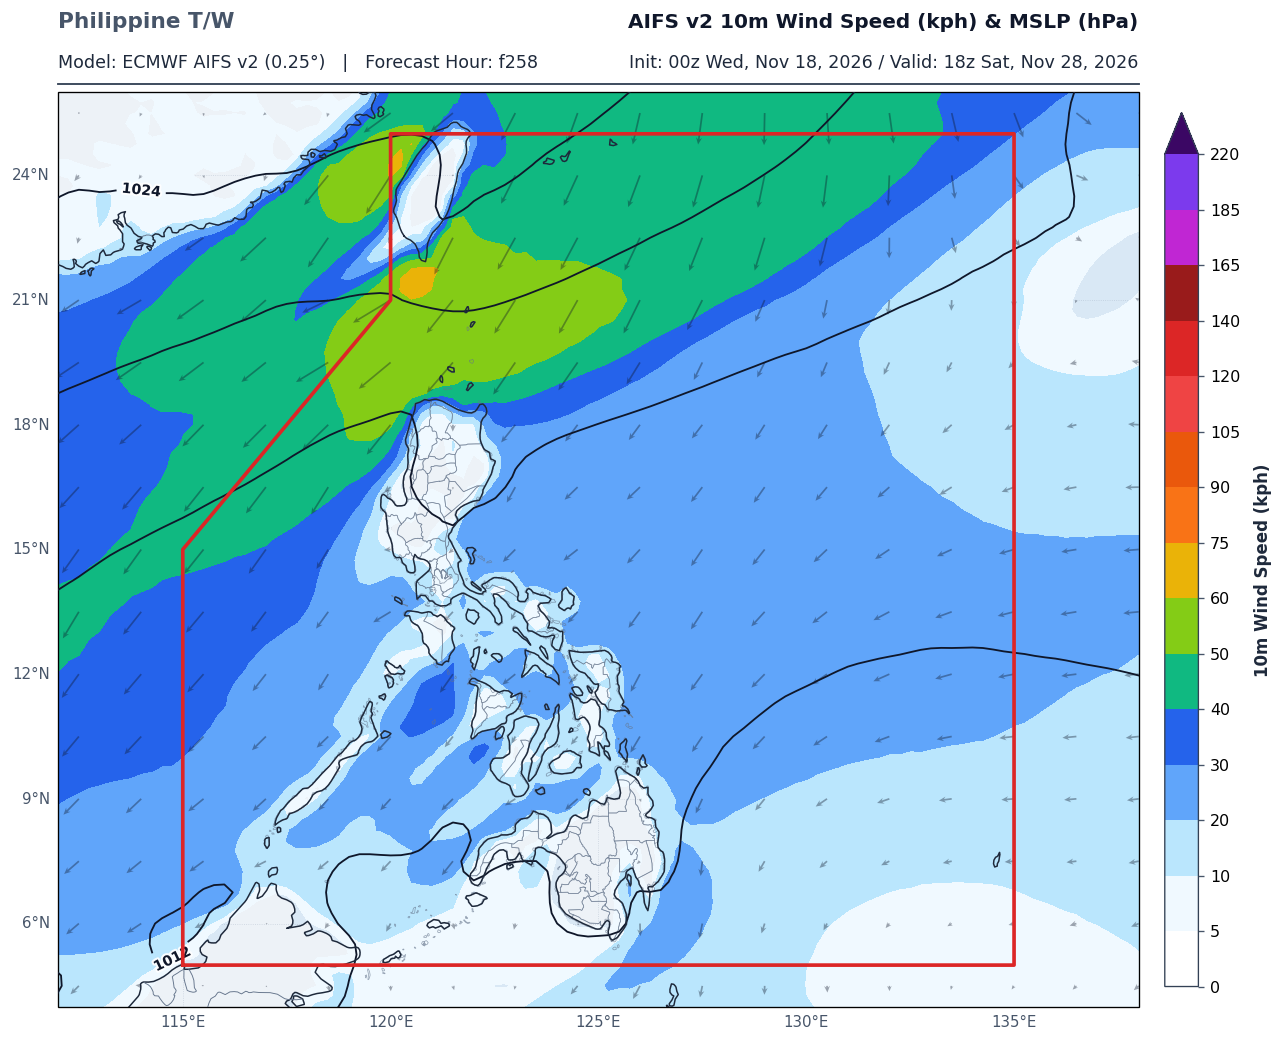 Philippine T/W
AIFS v2 10m Wind Speed (kph) & MSLP (hPa)
Model: ECMWF AIFS v2 (0.25°) | Forecast Hour: f258
Init: 00z Wed, Nov 18, 2026 / Valid: 18z Sat, Nov 28, 2026
24°N
21°N
18°N
15°N
12°N
9°N
6°N
1024
1012
115°E
120°E
125°E
130°E
135°E
220
185
165
140
120
105
90
75
60
50
40
30
20
10
5
0
10m Wind Speed (kph)